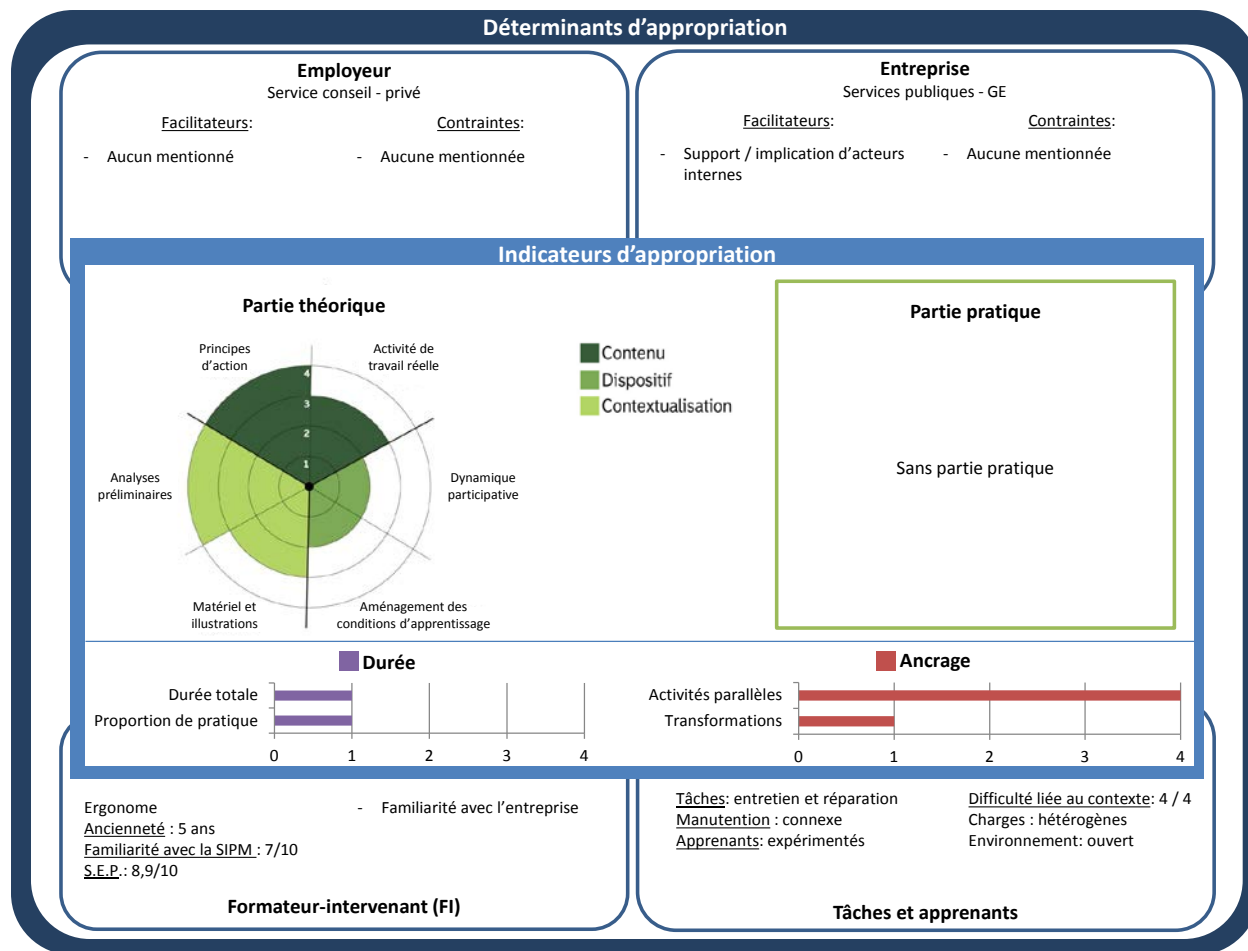 Déterminants d'appropriation
Employeur
Service conseil - privé
Facilitateurs:
Contraintes:
- Aucun mentionné
- Aucune mentionnée
Entreprise
Services publiques - GE
Facilitateurs:
Contraintes:
- Support / implication d'acteurs
internes
- Aucune mentionnée
Indicateurs d'appropriation
Partie théorique
Principes
d'action
Activité de
travail réelle
4
3
2
1
Analyses
préliminaires
Dynamique
participative
Matériel et
illustrations
Aménagement des
conditions d'apprentissage
Contenu
Dispositif
Contextualisation
Partie pratique
Sans partie pratique
Durée
Durée totale
Proportion de pratique
0 1 2 3 4
Ancrage
Activités parallèles
Transformations
0 1 2 3 4
Ergonome
Ancienneté : 5 ans
Familiarité avec la SIPM : 7/10
S.E.P.: 8,9/10
- Familiarité avec l'entreprise
Formateur-intervenant (FI)
Tâches: entretien et réparation
Manutention : connexe
Apprenants: expérimentés
Difficulté liée au contexte: 4 / 4
Charges : hétérogènes
Environnement: ouvert
Tâches et apprenants